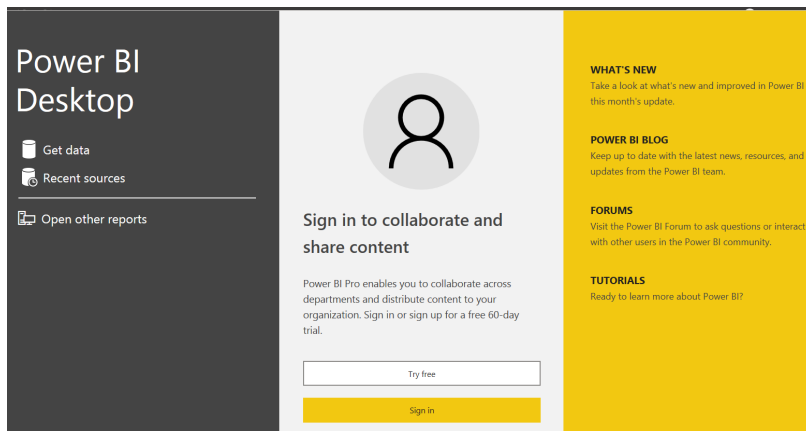 Power BI
Desktop
Get data
Recent sources
Open other reports
Sign in to collaborate and
share content
Power BI Pro enables you to collaborate across
departments and distribute content to your
organization. Sign in or sign up for a free 60-day
trial.
Try free
Sign in
WHAT'S NEW
Take a look at what's new and improved in Power BI
this month's update.
POWER BI BLOG
Keep up to date with the latest news, resources, and
updates from the Power BI team.
FORUMS
Visit the Power BI Forum to ask questions or interact
with other users in the Power BI community.
TUTORIALS
Ready to learn more about Power BI?